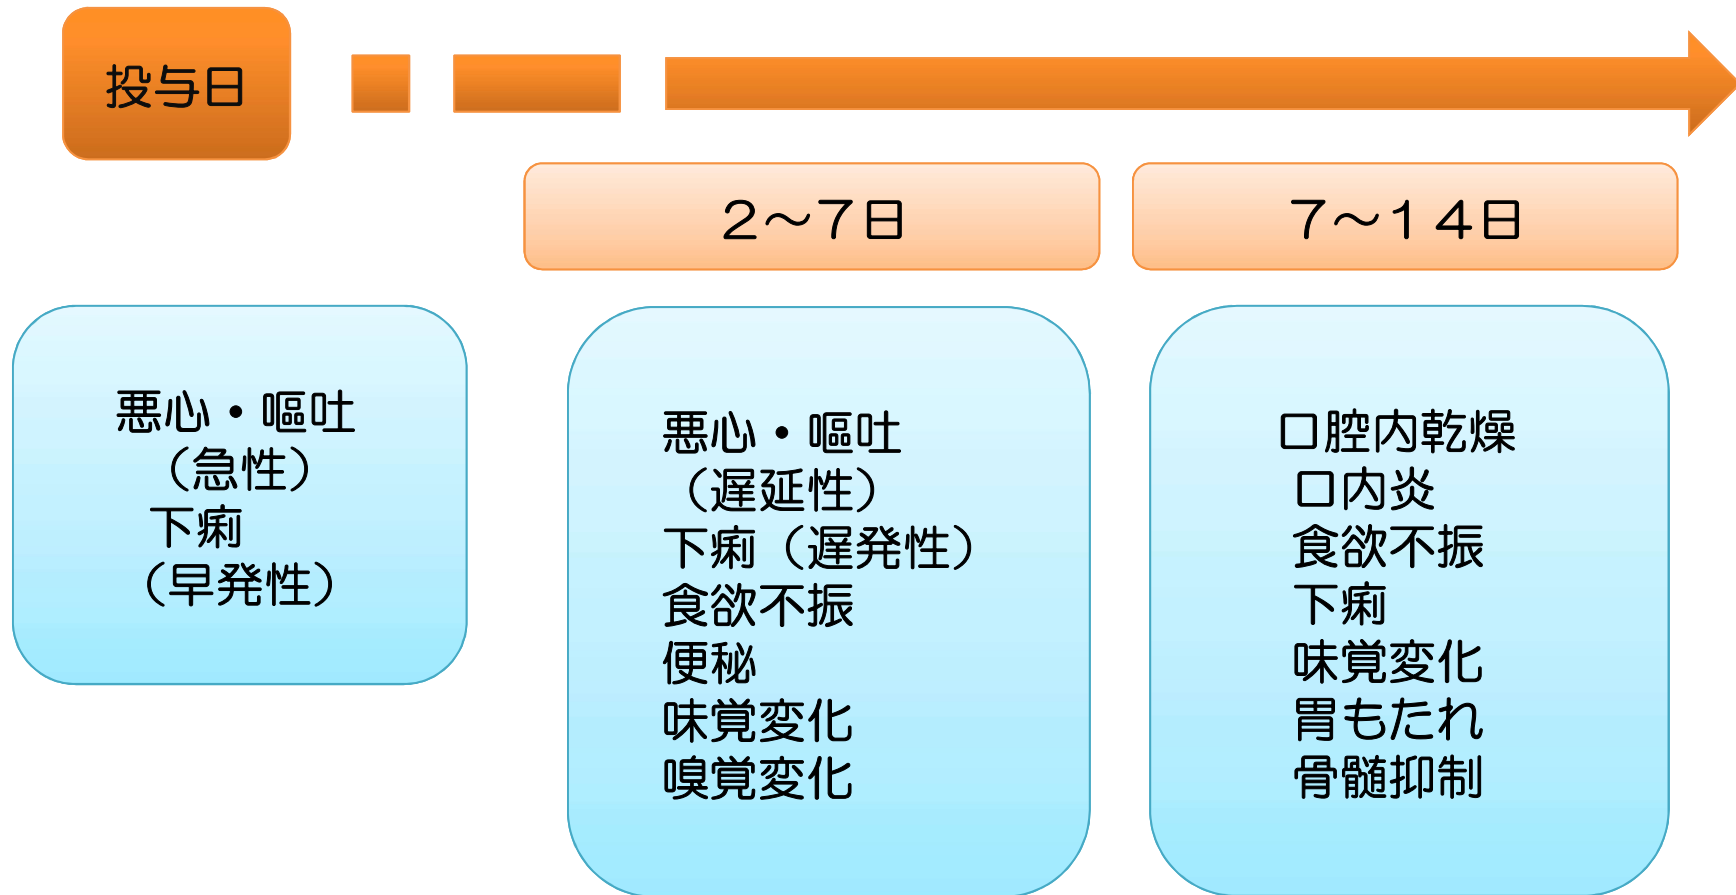 投与日
２～７日
７～１４日
悪心・嘔吐
（急性）
下痢
（早発性）
悪心・嘔吐
（遅延性）
下痢（遅発性）
食欲不振
便秘
味覚変化
嗅覚変化
口腔内乾燥
口内炎
食欲不振
下痢
味覚変化
胃もたれ
骨髄抑制